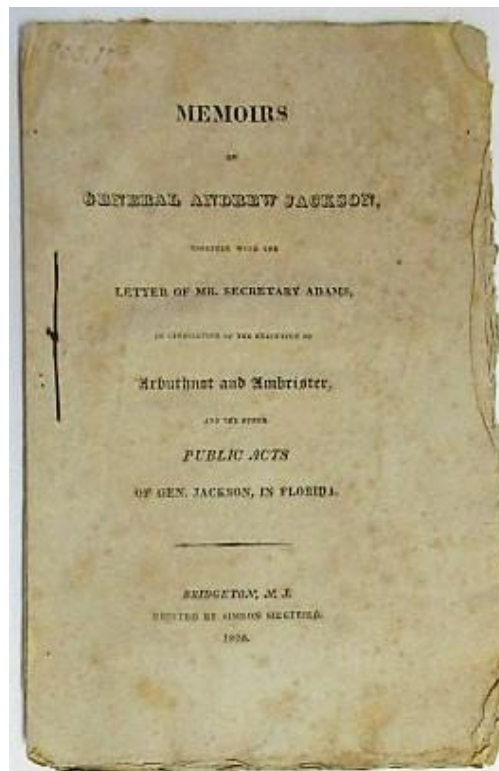 MEMOIRS
OF
GENERAL ANDREW JACKSON,
TOGETHER WITH THE
LETTER OF MR. SECRETARY ADAMS,
IN VINDICATION OF THE EXECUTION OF
Arbuthnot and Ambrister,
AND THE OTHER
PUBLIC ACTS
OF GEN. JACKSON, IN FLORIDA.
BRIDGETON, N. J.
PRINTED BY SIMEON SIEGFRIED.